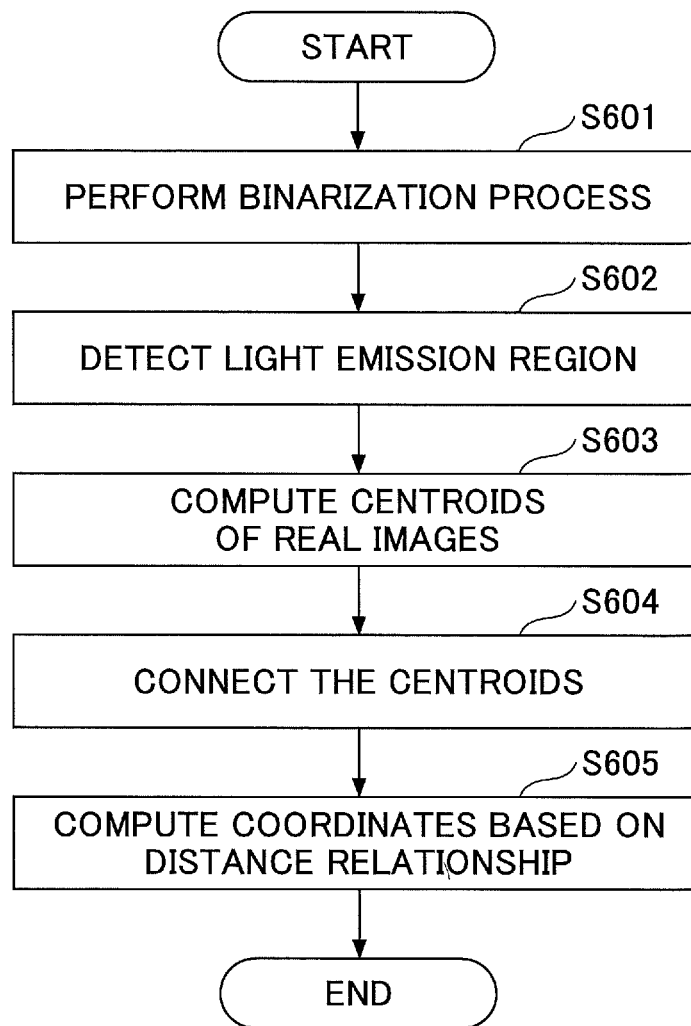 START
S601
PERFORM BINARIZATION PROCESS
S602
DETECT LIGHT EMISSION REGION
S603
COMPUTE CENTROIDS
OF REAL IMAGES
S604
CONNECT THE CENTROIDS
S605
COMPUTE COORDINATES BASED ON
DISTANCE RELATIONSHIP
END